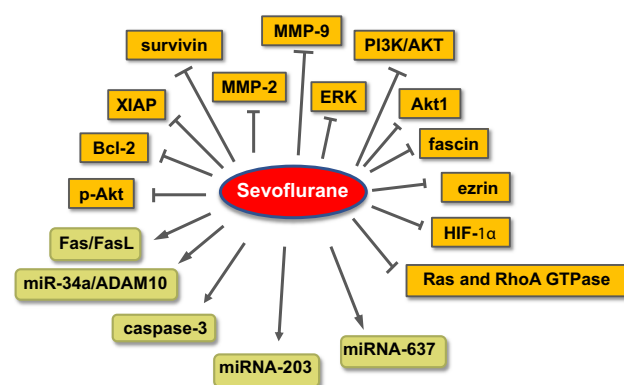 MMP-9
survivin
PI3K/AKT
MMP-2
ERK
XIAP
Akt1
Bcl-2
fascin
Sevoflurane
p-Akt
ezrin
Fas/FasL
HIF-1α
miR-34a/ADAM10
Ras and RhoA GTPase
caspase-3
miRNA-637
miRNA-203